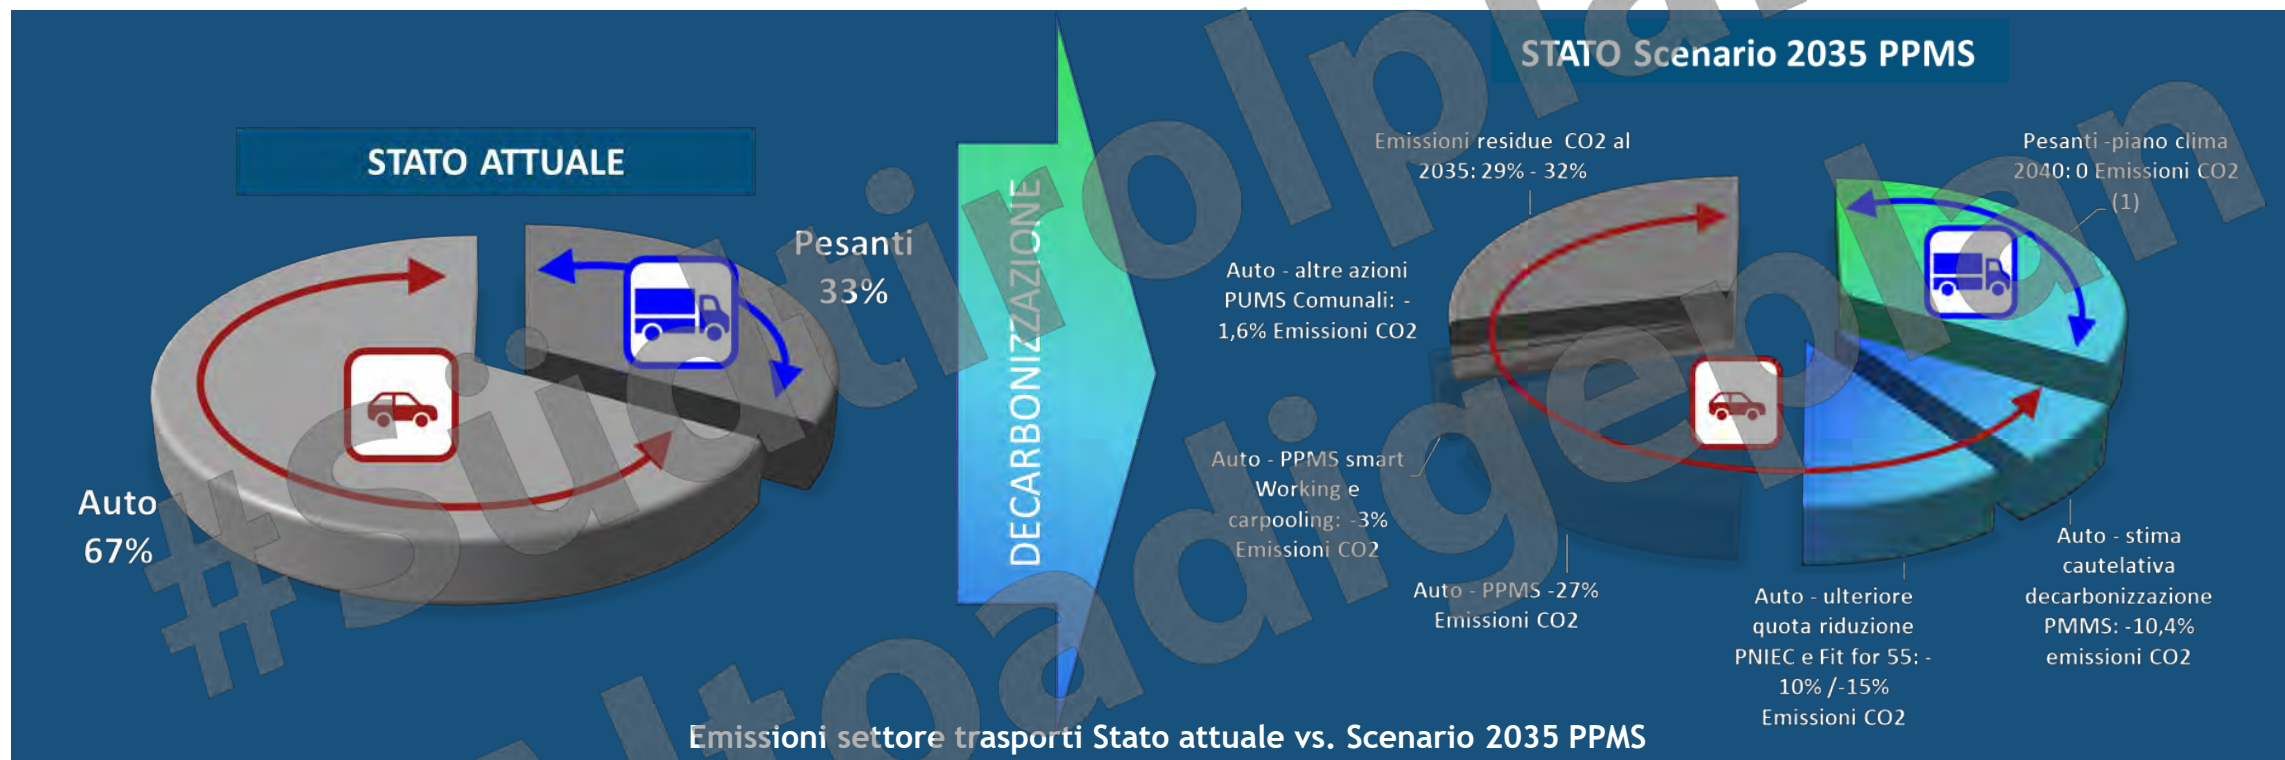 STATO ATTUALE
Pesanti
33%
Auto
67%
DECARBONIZZAZIONE
STATO Scenario 2035 PPMS
Emissioni residue CO2 al
2035: 29% - 32%
Pesanti -piano clima
2040: 0 Emissioni CO2
(1)
Auto - altre azioni
PUMS Comunali: -
1,6% Emissioni CO2
Auto - PPMS smart
Working e
carpooling: -3%
Emissioni CO2
Auto - PPMS -27%
Emissioni CO2
Auto - ulteriore
quota riduzione
PNIEC e Fit for 55: -
10% /-15%
Emissioni CO2
Auto - stima
cautelativa
decarbonizzazione
PMMS: -10,4%
emissioni CO2
Emissioni settore trasporti Stato attuale vs. Scenario 2035 PPMS
#südtirolplan
altoadigeplan